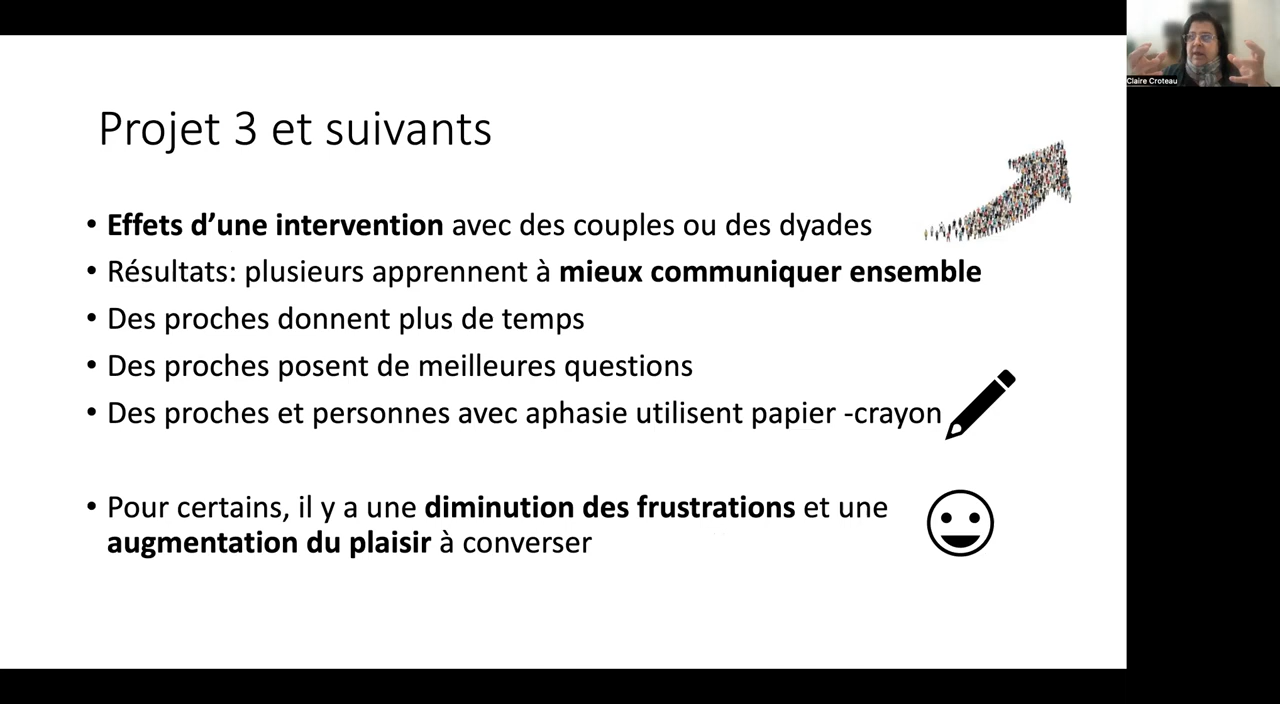 Projet 3 et suivants
• Effets d’une intervention avec des couples ou des dyades
• Résultats: plusieurs apprennent à mieux communiquer ensemble
• Des proches donnent plus de temps
• Des proches posent de meilleures questions
• Des proches et personnes avec aphasie utilisent papier -crayon
• Pour certains, il y a une diminution des frustrations et une
augmentation du plaisir à converser
Claire Croteau